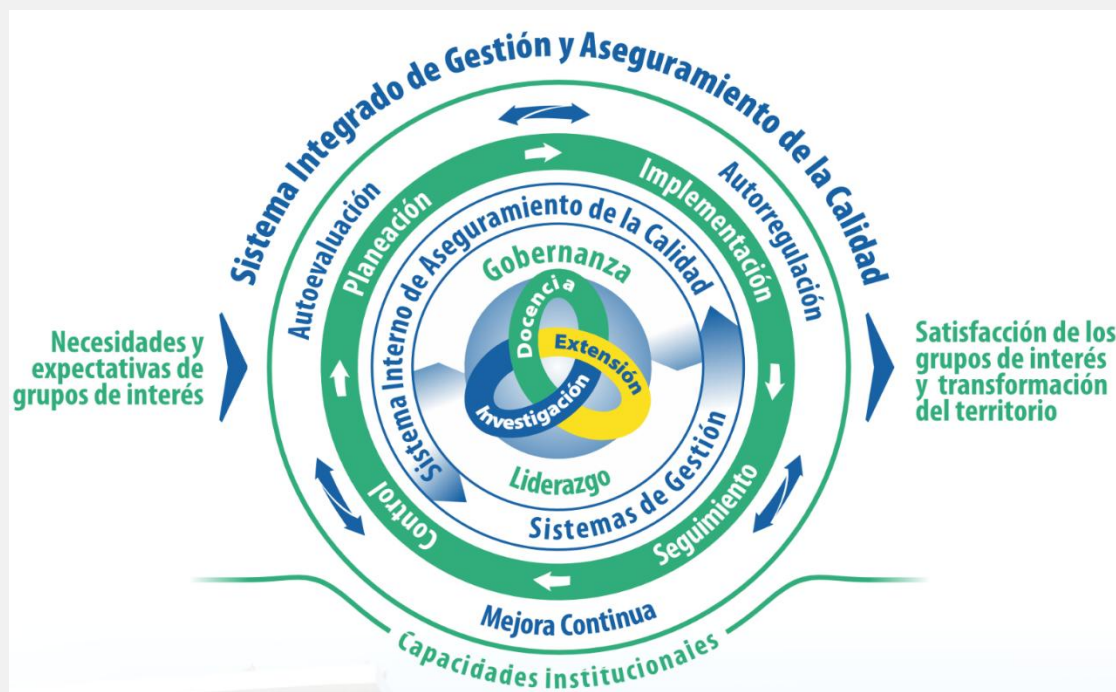 Sistema Integrado de Gestión y Aseguramiento de la Calidad
Autoevaluación
Autorregulación
Planeación
Implementación
Sistema Interno de Aseguramiento de la Calidad
Gobernanza
Docencia
Extensión
Investigación
Liderazgo
Sistemas de Gestión
Control
Seguimiento
Mejora Continua
Capacidades institucionales
Necesidades y
expectativas de
grupos de interés
Satisfacción de los
grupos de interés
y transformación
del territorio